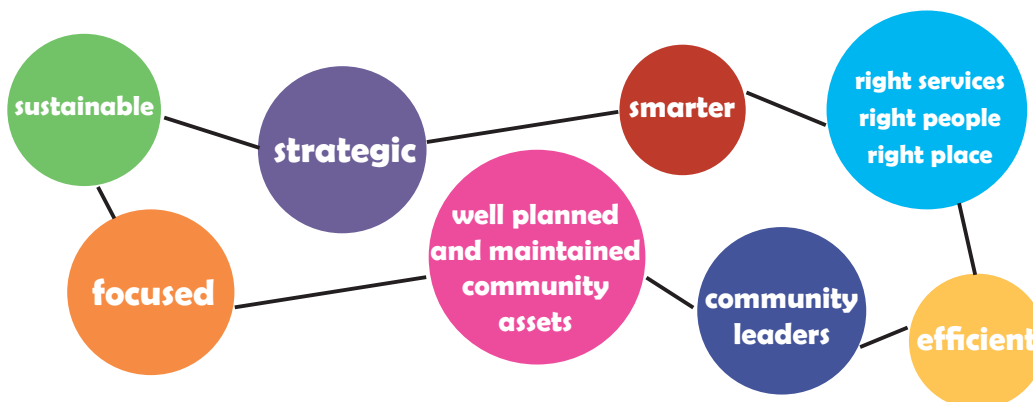 sustainable
strategic
smarter
right services
right people
right place
focused
well planned
and maintained
community
assets
community
leaders
efficient